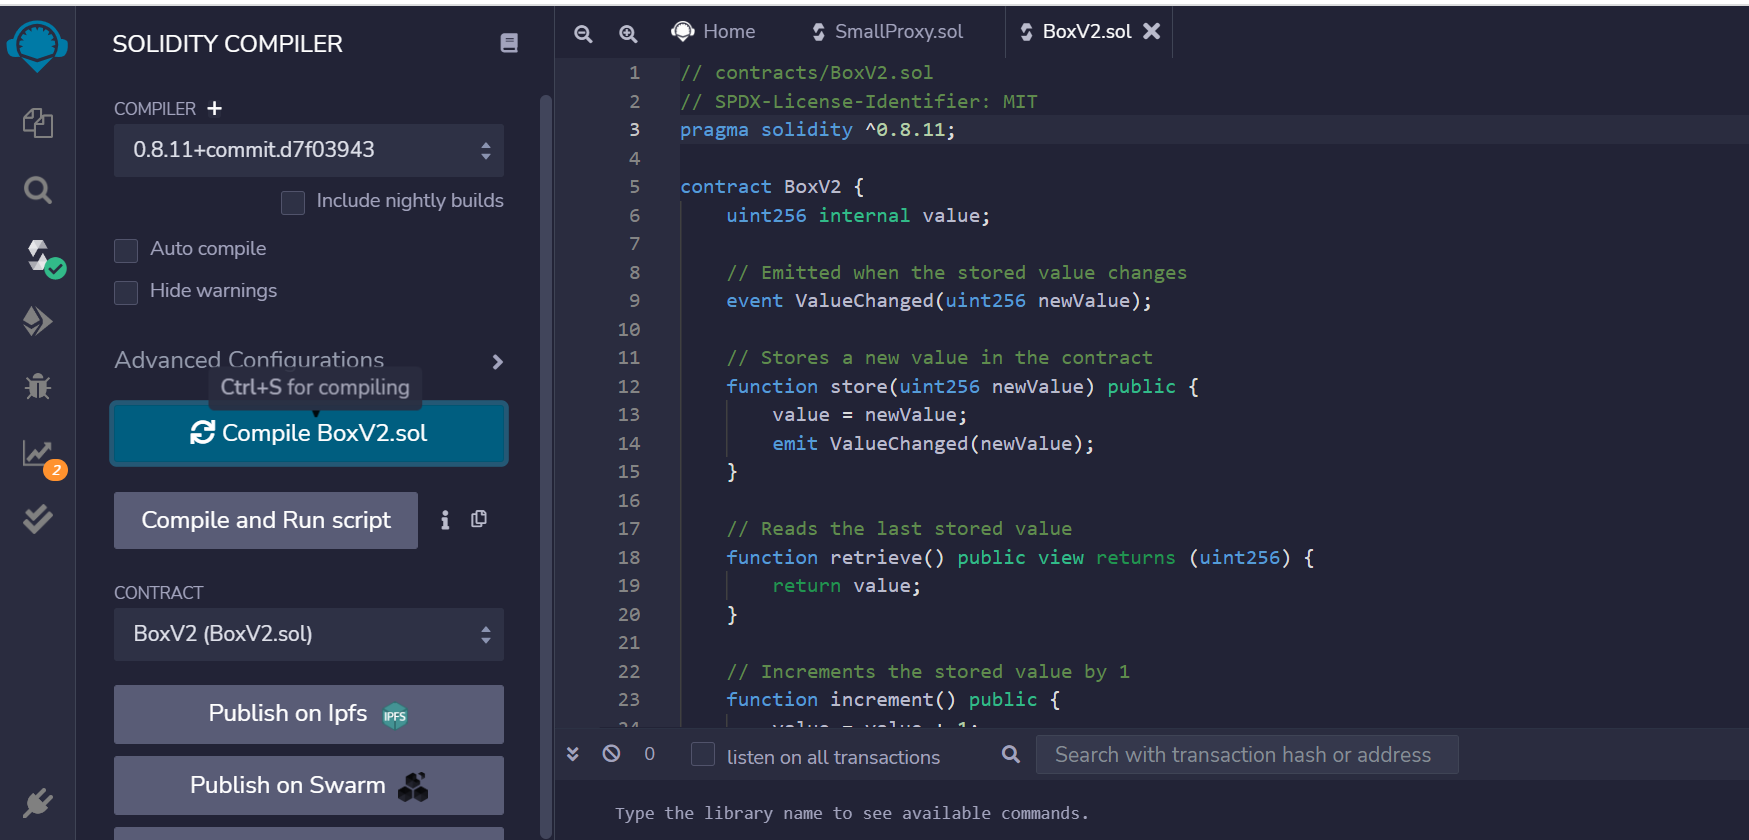 SOLIDITY COMPILER
COMPILER +
0.8.11+commit.d7f03943
Include nightly builds
Auto compile
Hide warnings
Advanced Configurations
Ctrl+S for compiling
Compile BoxV2.sol
Compile and Run script
CONTRACT
BoxV2 (BoxV2.sol)
Publish on Ipfs IPFS
Publish on Swarm
2
Home SmallProxy.sol BoxV2.sol
1 // contracts/BoxV2.sol
2 // SPDX-License-Identifier: MIT
3 pragma solidity ^0.8.11;
4
5 contract BoxV2 {
6 uint256 internal value;
7
8 // Emitted when the stored value changes
9 event ValueChanged(uint256 newValue);
10
11 // Stores a new value in the contract
12 function store(uint256 newValue) public {
13 value = newValue;
14 emit ValueChanged(newValue);
15 }
16
17 // Reads the last stored value
18 function retrieve() public view returns (uint256) {
19 return value;
20 }
21
22 // Increments the stored value by 1
23 function increment() public {
24 value = value + 1;
0 listen on all transactions Search with transaction hash or address
Type the library name to see available commands.